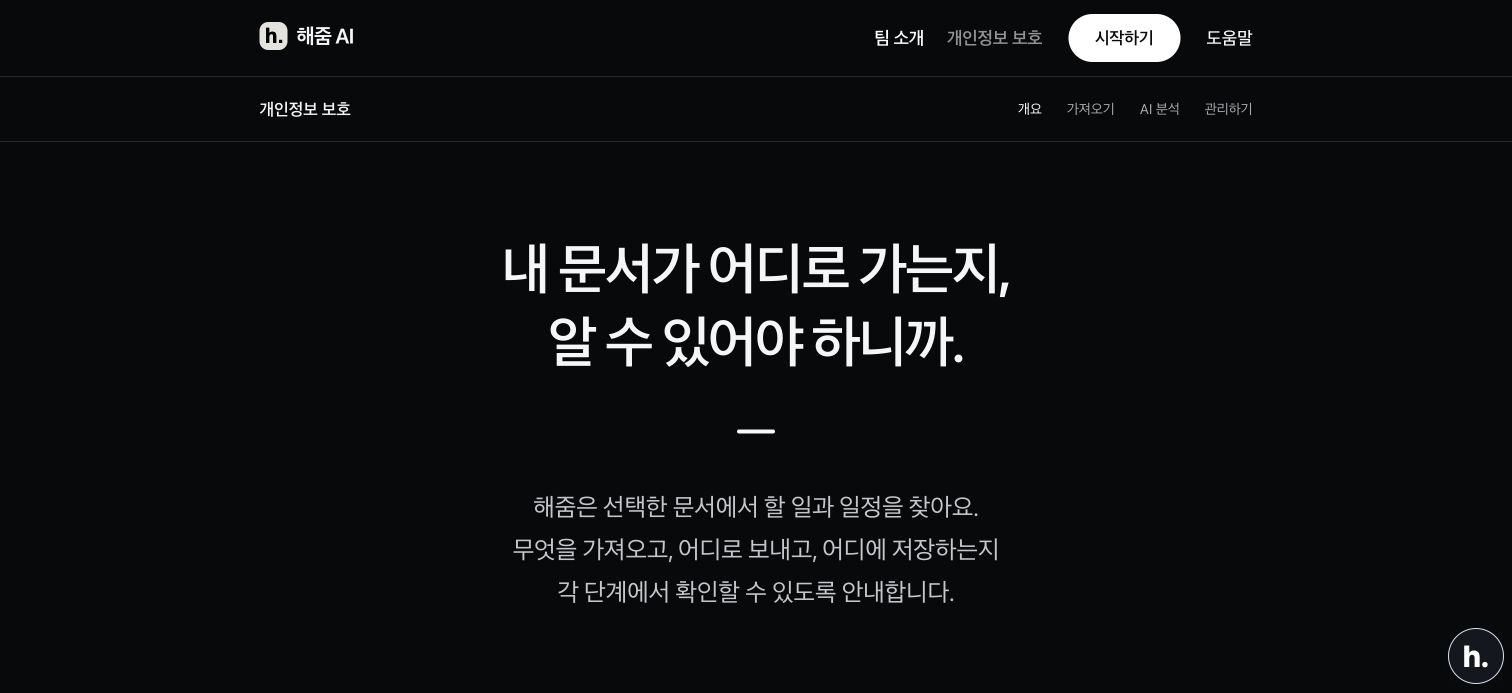 h. 해줌 AI
팀 소개 개인정보 보호 시작하기 도움말
개인정보 보호
개요 가져오기 AI 분석 관리하기
내 문서가 어디로 가는지,
알 수 있어야 하니까.
해줌은 선택한 문서에서 할 일과 일정을 찾아요.
무엇을 가져오고, 어디로 보내고, 어디에 저장하는지
각 단계에서 확인할 수 있도록 안내합니다.
h.